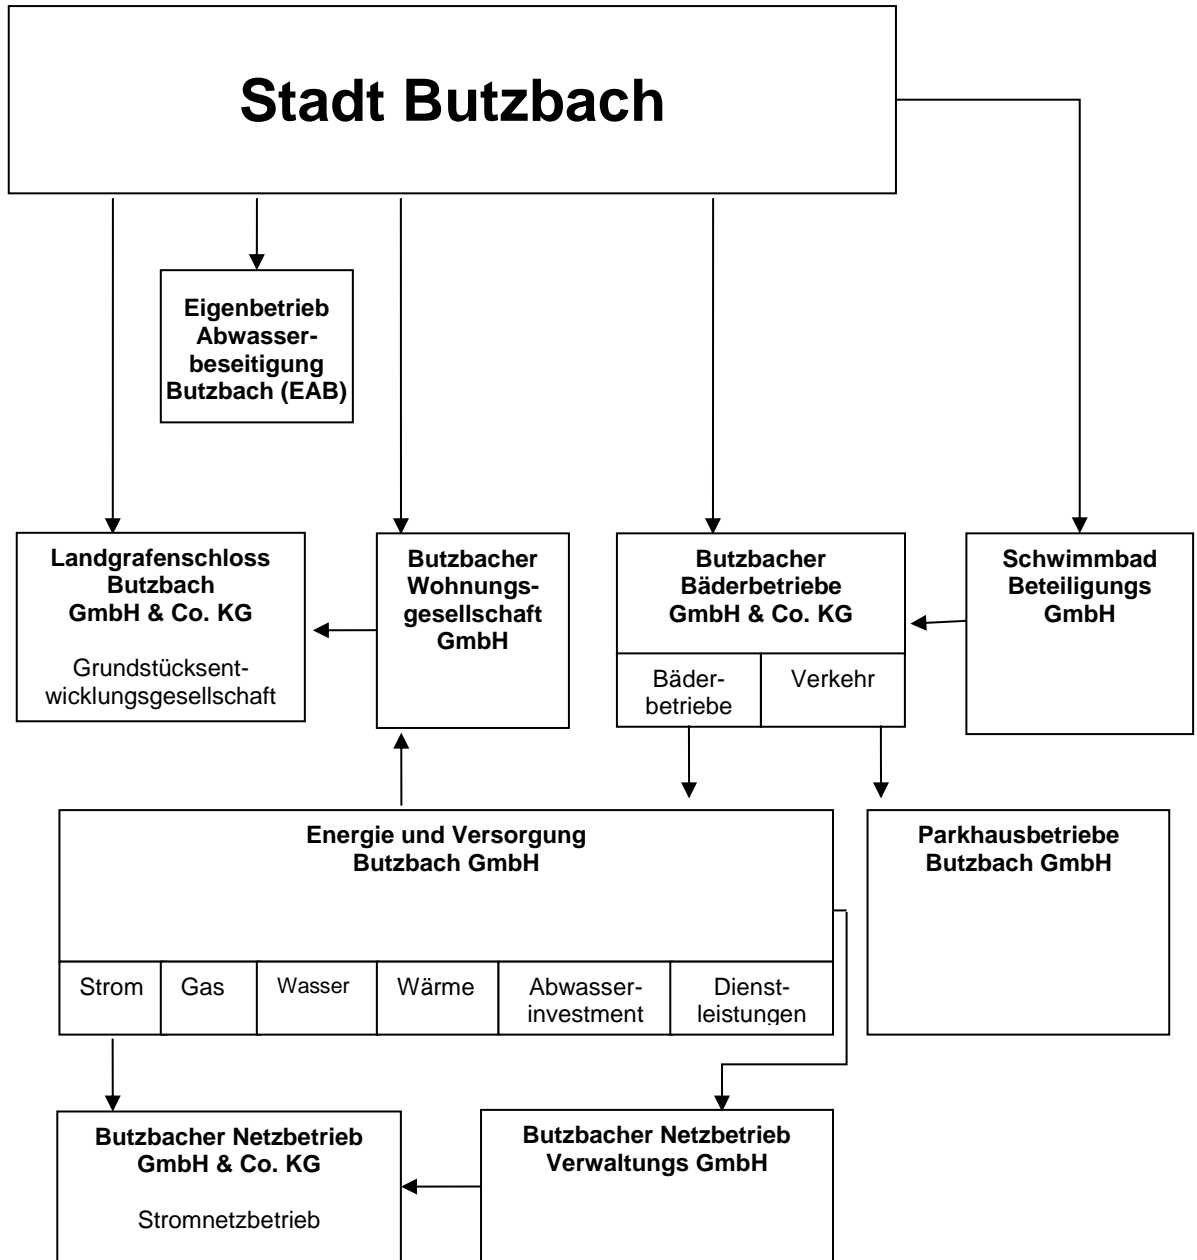 Stadt Butzbach
Eigenbetrieb
Abwasser-
beseitigung
Butzbach (EAB)
Landgrafenschloss
Butzbach
GmbH & Co. KG
Grundstücksent-
wicklungsgesellschaft
Butzbacher
Wohnungs-
gesellschaft
GmbH
Butzbacher
Bäderbetriebe
GmbH & Co. KG
Bäder-
betriebe
Verkehr
Schwimmbad
Beteiligungs
GmbH
Energie und Versorgung
Butzbach GmbH
Strom
Gas
Wasser
Wärme
Abwasser-
investment
Dienst-
leistungen
Parkhausbetriebe
Butzbach GmbH
Butzbacher Netzbetrieb
GmbH & Co. KG
Stromnetzbetrieb
Butzbacher Netzbetrieb
Verwaltungs GmbH